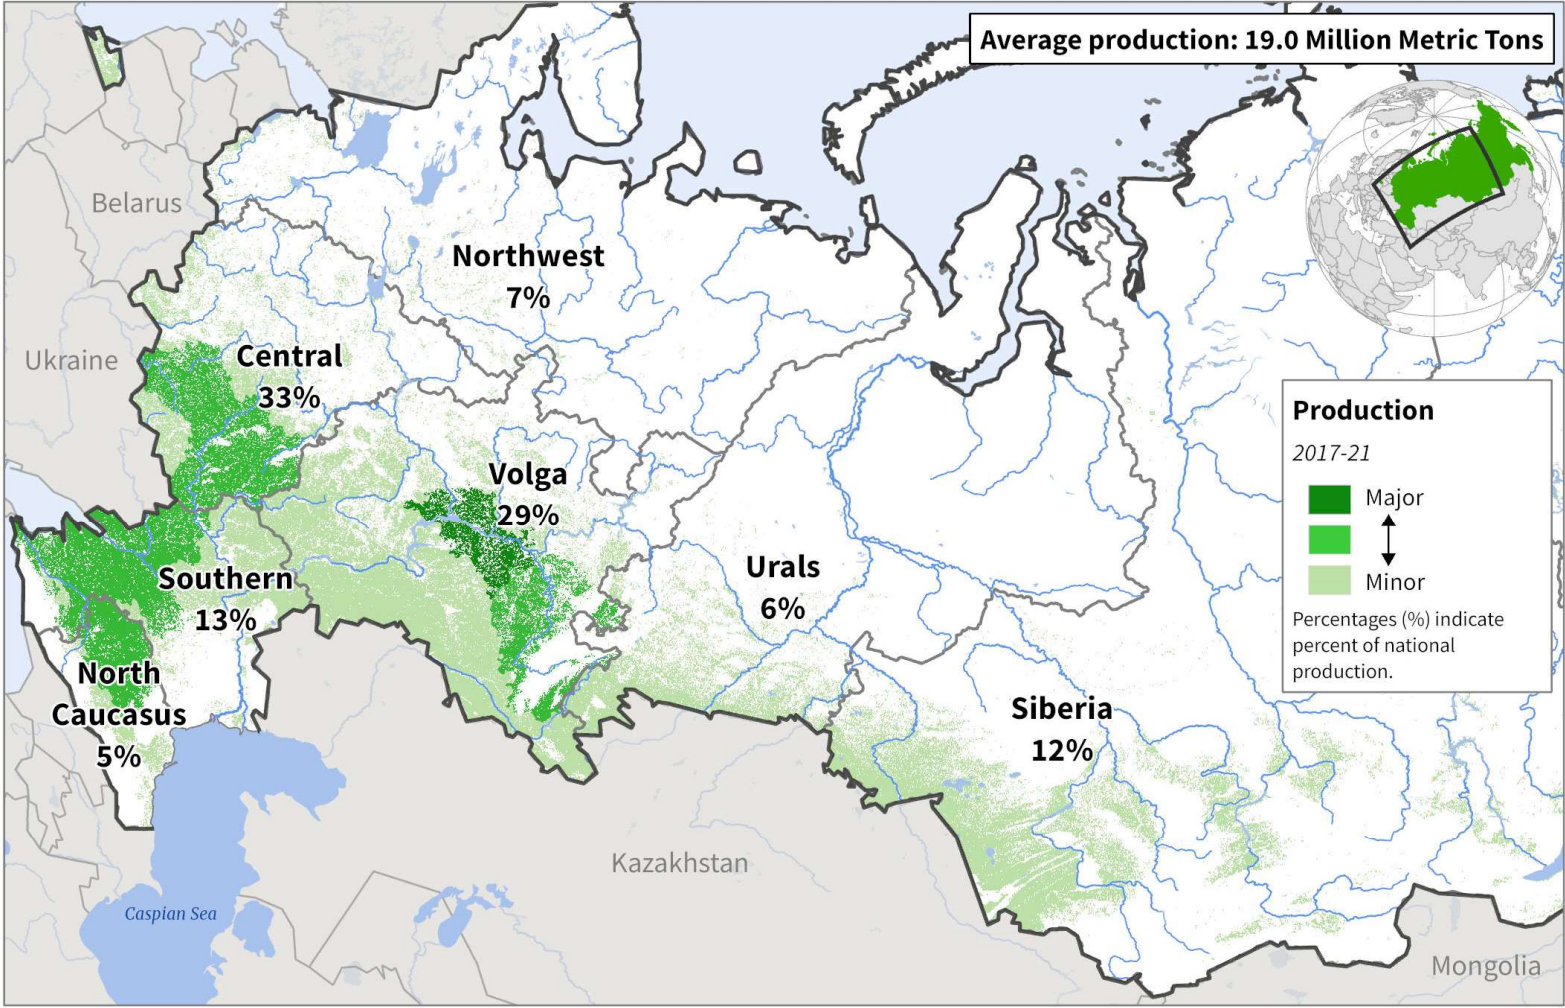 Average production: 19.0 Million Metric Tons
Belarus
Northwest
7%
Ukraine
Central
33%
Production
2017-21
Major
Minor
Percentages (%) indicate
percent of national
production.
Volga
29%
Urals
6%
Southern
13%
North
Caucasus
5%
Siberia
12%
Kazakhstan
Caspian Sea
Mongolia